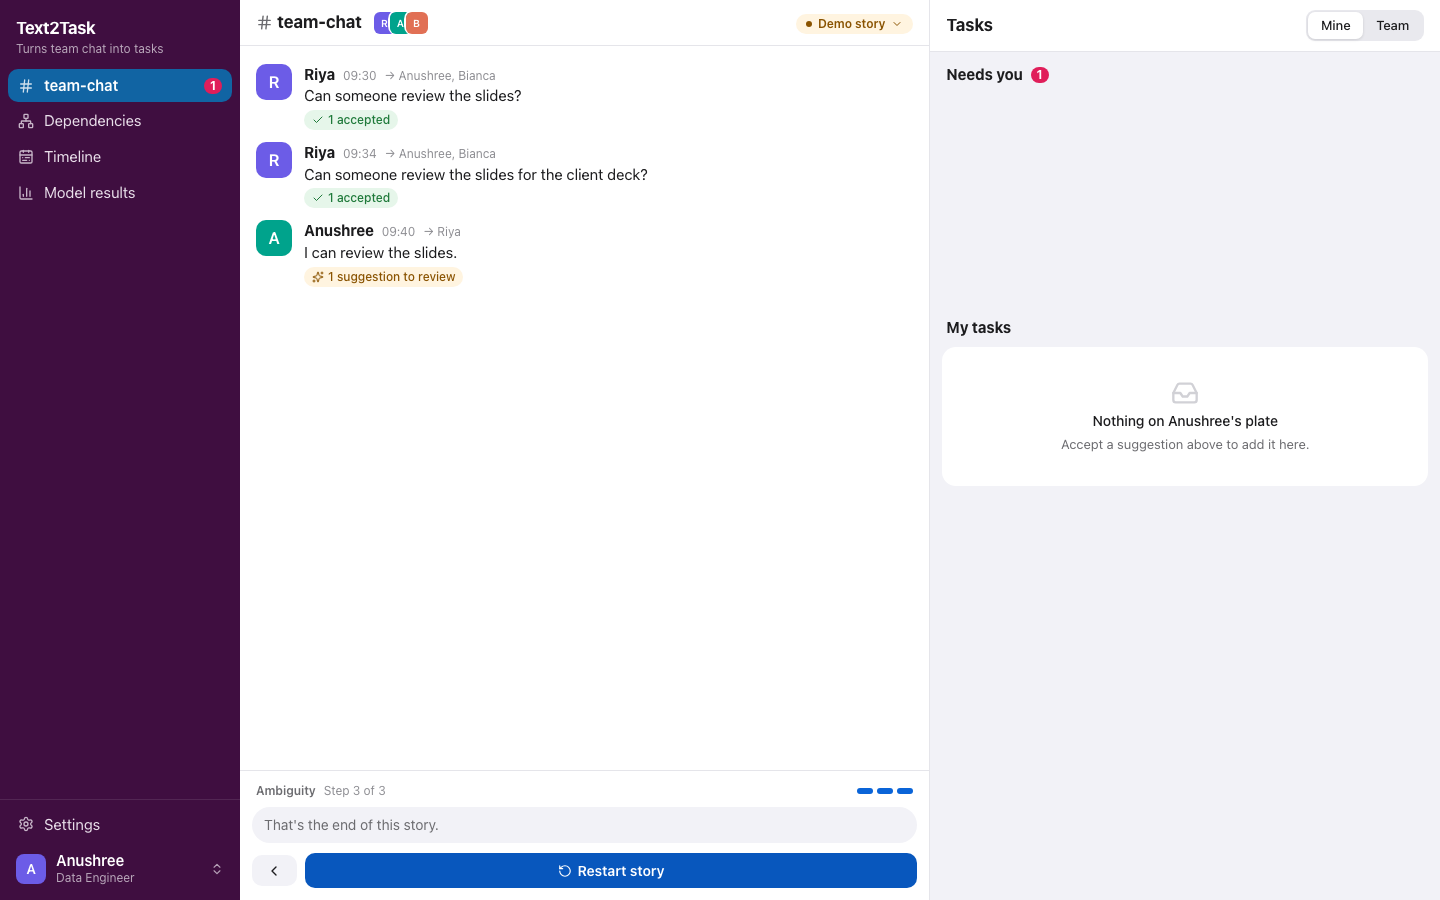 Text2Task
Turns team chat into tasks
# team-chat 1
Dependencies
Timeline
Model results
Settings
A Anushree
Data Engineer
# team-chat R A B
Demo story
R Riya 09:30 → Anushree, Bianca
Can someone review the slides?
✓ 1 accepted
R Riya 09:34 → Anushree, Bianca
Can someone review the slides for the client deck?
✓ 1 accepted
A Anushree 09:40 → Riya
I can review the slides.
1 suggestion to review
Ambiguity Step 3 of 3
That's the end of this story.
Restart story
Tasks Mine Team
Needs you 1
My tasks
Nothing on Anushree's plate
Accept a suggestion above to add it here.